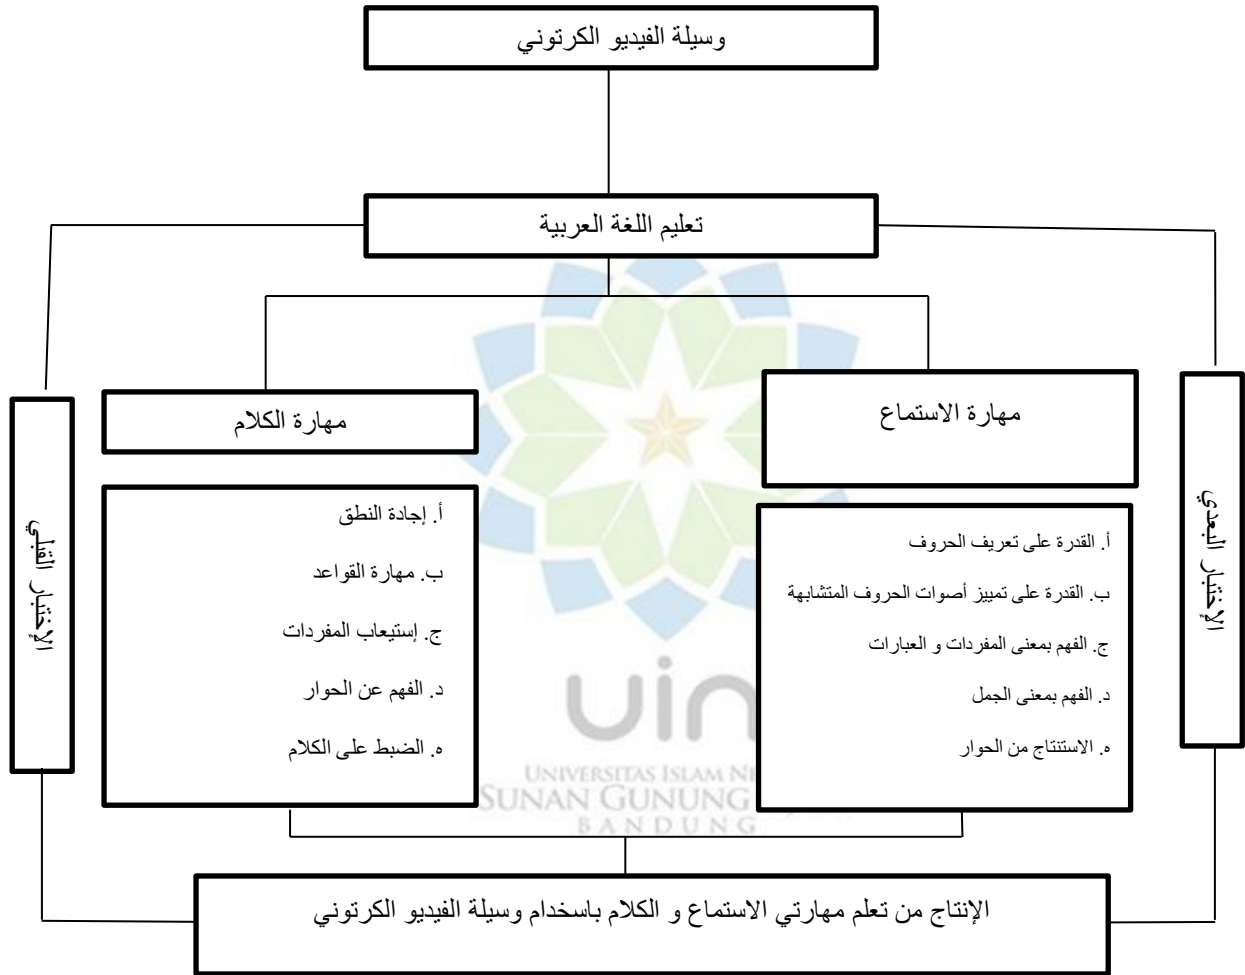 وسيلة الفيديو الكرتوني
تعليم اللغة العربية
مهارة الاستماع
مهارة الكلام
الإختبار البعدي
أ. القدرة على تعريف الحروف
ب. القدرة على تمييز أصوات الحروف المتشابهة
ج. الفهم بمعنى المفردات و العبارات
د. الفهم بمعنى الجمل
ه. الاستنتاج من الحوار
أ. إجادة النطق
ب. مهارة القواعد
ج. إستيعاب المفردات
د. الفهم عن الحوار
ه. الضبط على الكلام
الإختبار القبلي
uin
UNIVERSITAS ISLAM NE
SUNAN GUNUNG
BANDUNG
الإنتاج من تعلم مهارتي الاستماع و الكلام باسخدام وسيلة الفيديو الكرتوني